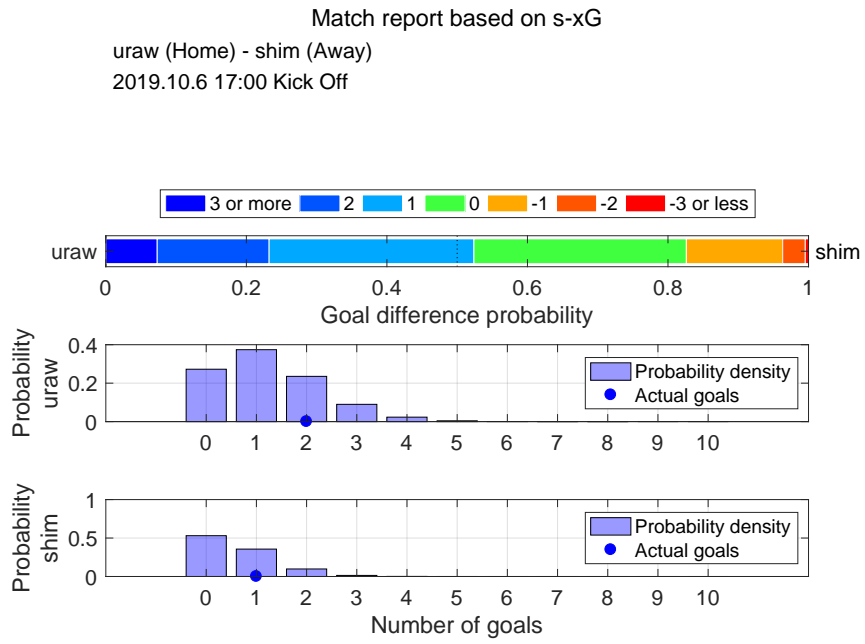 Match report based on s-xG
uraw (Home) - shim (Away)
2019.10.6 17:00 Kick Off
3 or more 2 1 0 -1 -2 -3 or less
uraw shim
0 0.2 0.4 0.6 0.8 1
Goal difference probability
Probability
uraw
0.4
0.2
0
Probability density
Actual goals
0 1 2 3 4 5 6 7 8 9 10
Probability
shim
1
0.5
0
Probability density
Actual goals
0 1 2 3 4 5 6 7 8 9 10
Number of goals